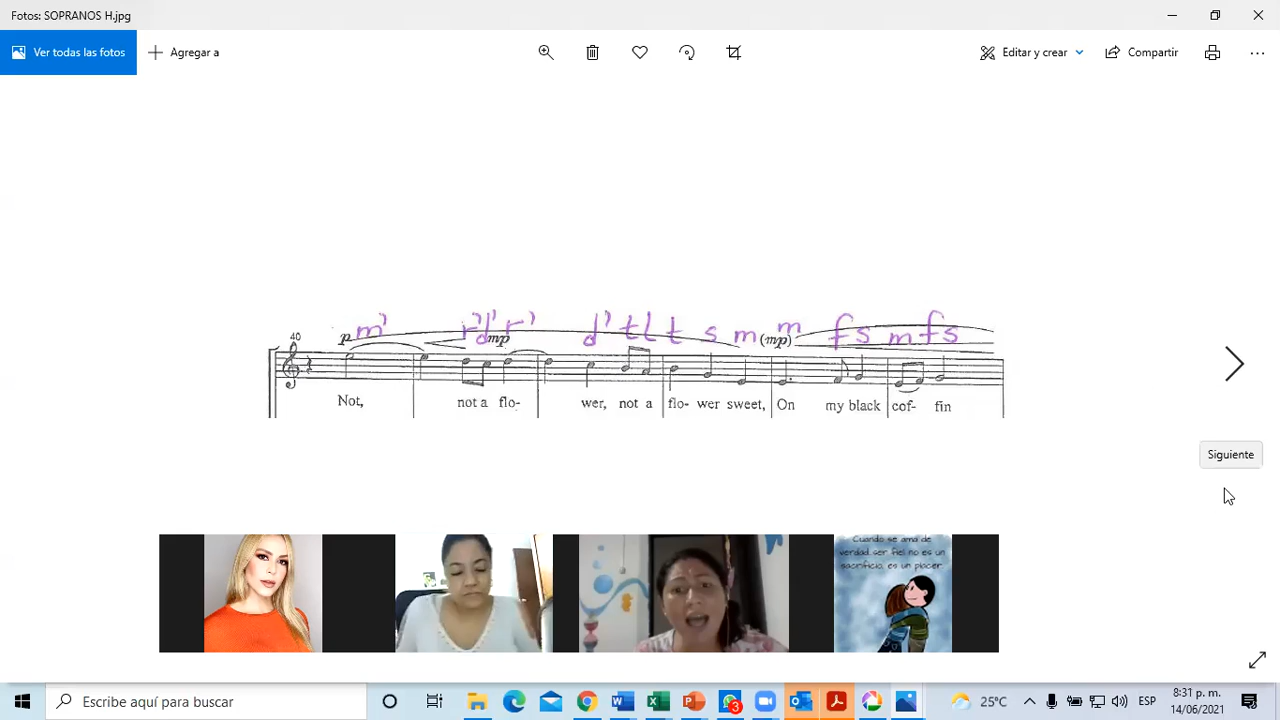 Fotos: SOPRANOS H.jpg
Ver todas las fotos
Agregar a
Editar y crear
Compartir
m' r' d' r' d' t l t s m m f s m f s
40
p mp (mp)
Not, not a flo- wer, not a flo- wer sweet, On my black cof- fin
Siguiente
Cuando se ama de
verdad, ser fiel no es un
sacrificio, es un placer.
Escribe aquí para buscar
3
25°C
ESP
8:31 p. m.
14/06/2021